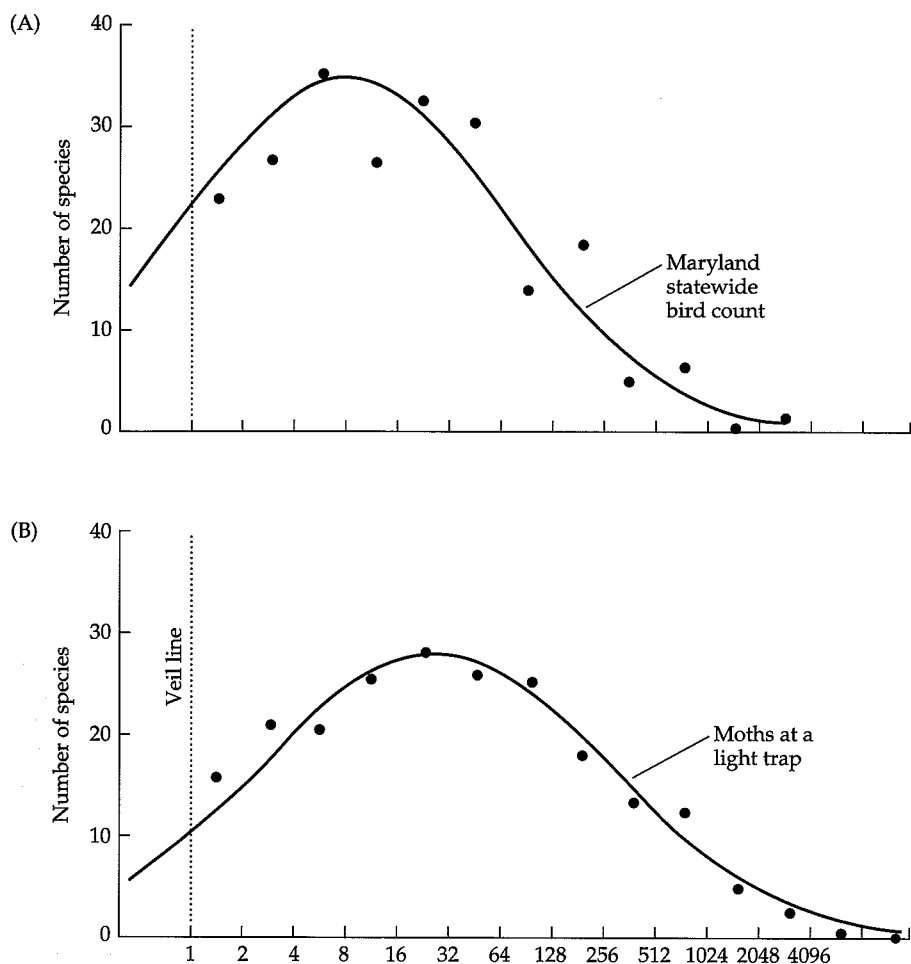 (A)
40
30
20
10
0
Number of species
Maryland
statewide
bird count
(B)
40
30
20
10
0
Number of species
Veil line
Moths at a
light trap
1 2 4 8 16 32 64 128 256 512 1024 2048 4096